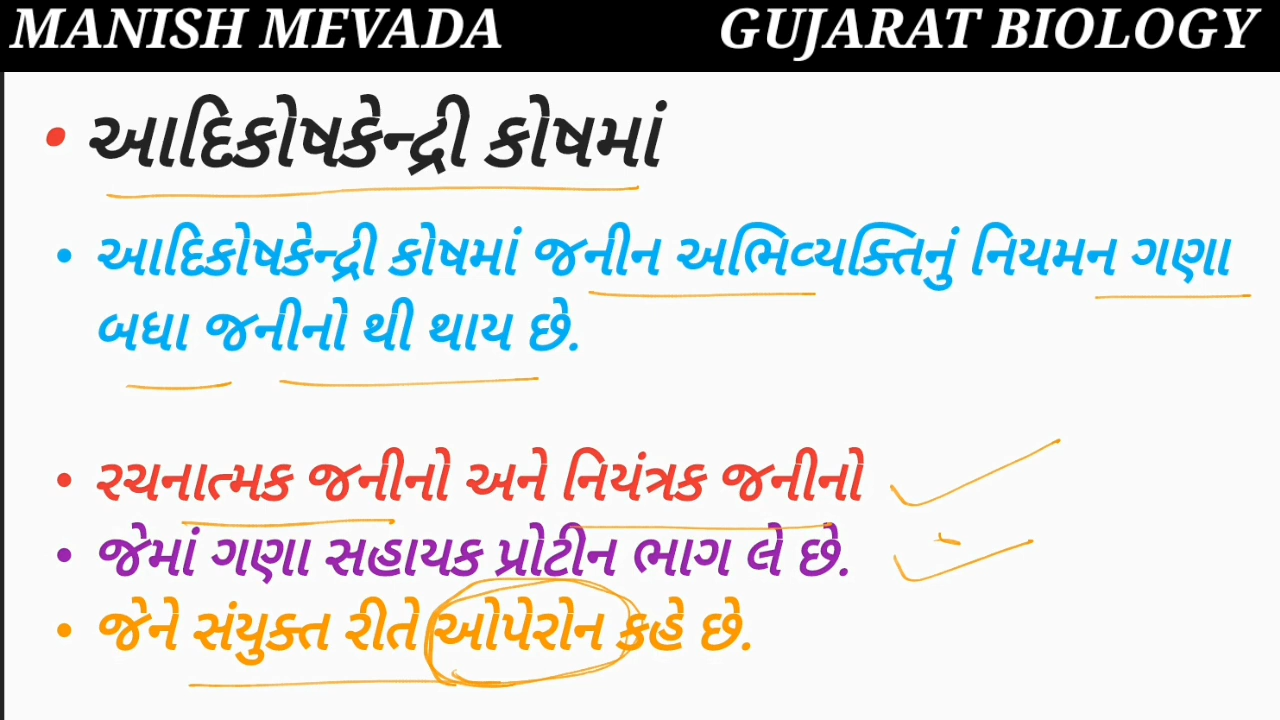 MANISH MEVADA GUJARAT BIOLOGY
• આદિકોષકેન્દ્રી કોષમાં
• આદિકોષકેન્દ્રી કોષમાં જનીન અભિવ્યક્તિનું નિયમન ગણા
બધા જનીનો થી થાય છે.
• રચનાત્મક જનીનો અને નિયંત્રક જનીનો
• જેમાં ગણા સહાયક પ્રોટીન ભાગ લે છે.
• જેને સંયુક્ત રીતે ઓપેરોન કહે છે.